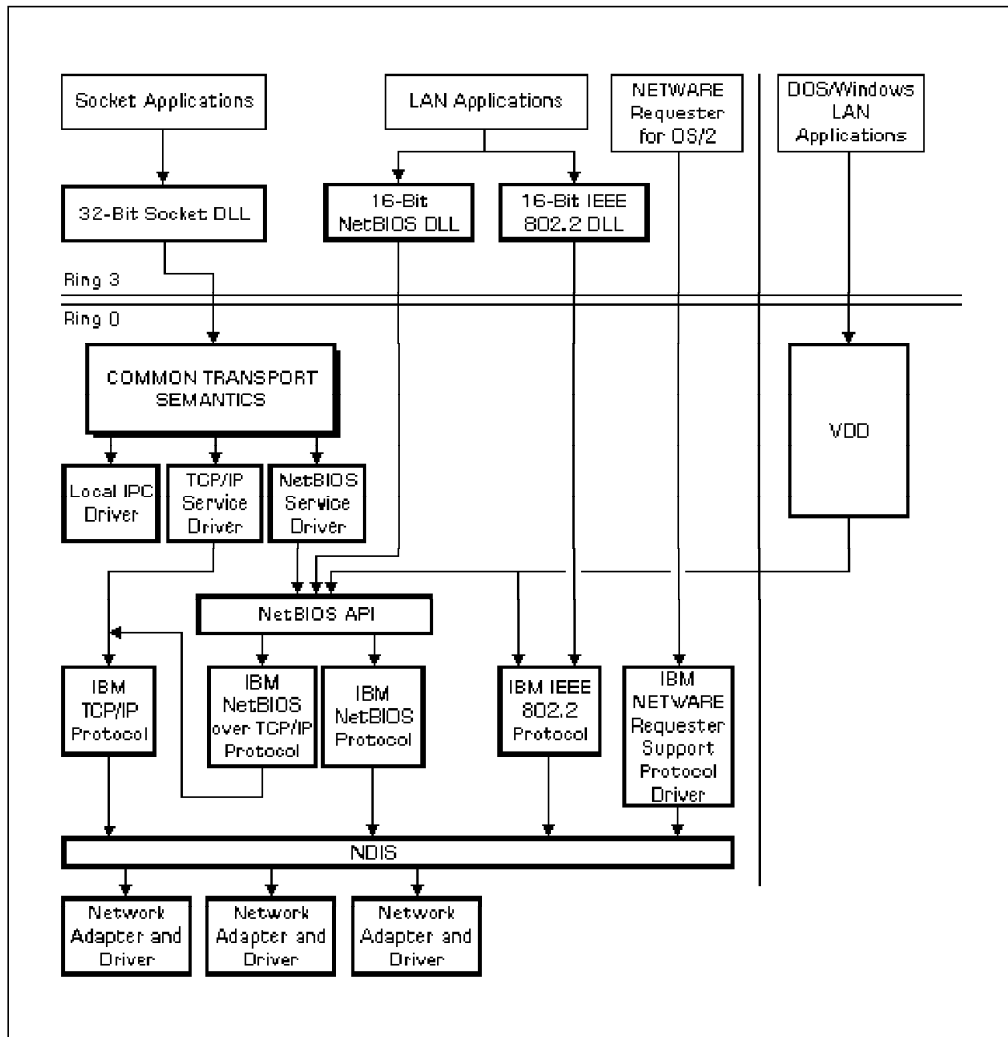 Socket Applications
LAN Applications
NETWARE
Requester
for OS/2
DOS/Windows
LAN
Applications
32-Bit Socket DLL
16-Bit
NetBIOS DLL
16-Bit IEEE
802.2 DLL
Ring 3
Ring 0
COMMON TRANSPORT
SEMANTICS
VDD
Local IPC
Driver
TCP/IP
Service
Driver
NetBIOS
Service
Driver
NetBIOS API
IBM
TCP/IP
Protocol
IBM
NetBIOS
over TCP/IP
Protocol
IBM
NetBIOS
Protocol
IBM IEEE
802.2
Protocol
IBM
NETWARE
Requester
Support
Protocol
Driver
NDIS
Network
Adapter and
Driver
Network
Adapter and
Driver
Network
Adapter and
Driver